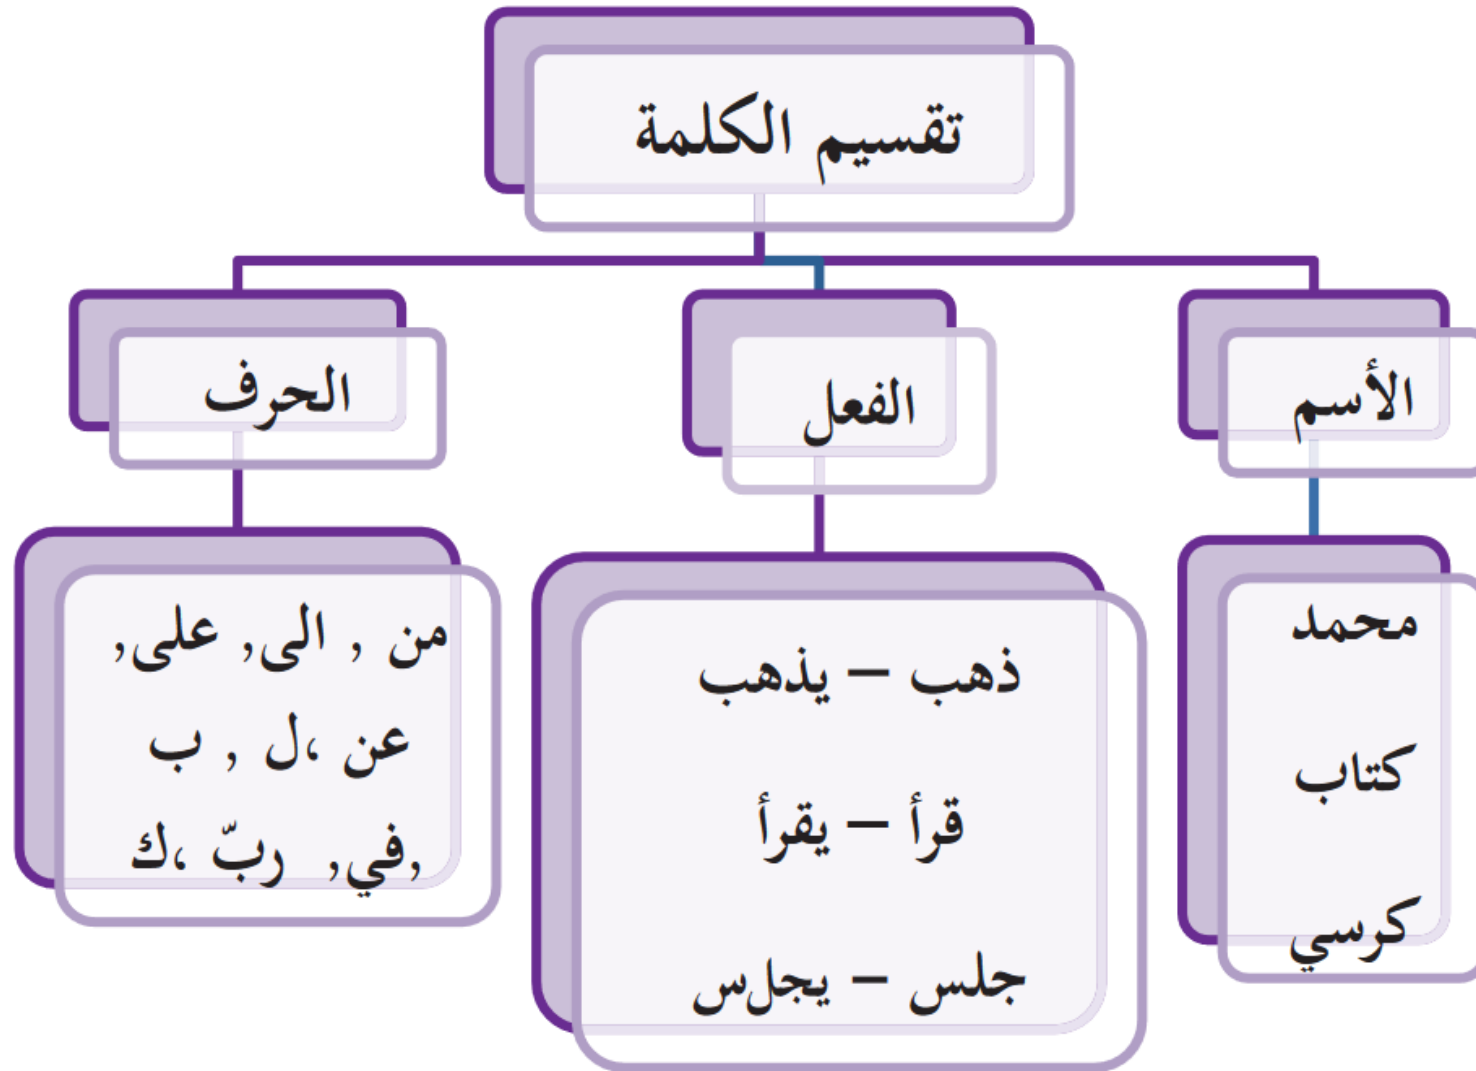 تقسيم الكلمة
الأسم
الفعل
الحرف
محمد
كتاب
كرسي
ذهب – يذهب
قرأ – يقرأ
جلس – يجلس
من , الى, على,
عن ،ل , ب
,في, ربّ ،ك